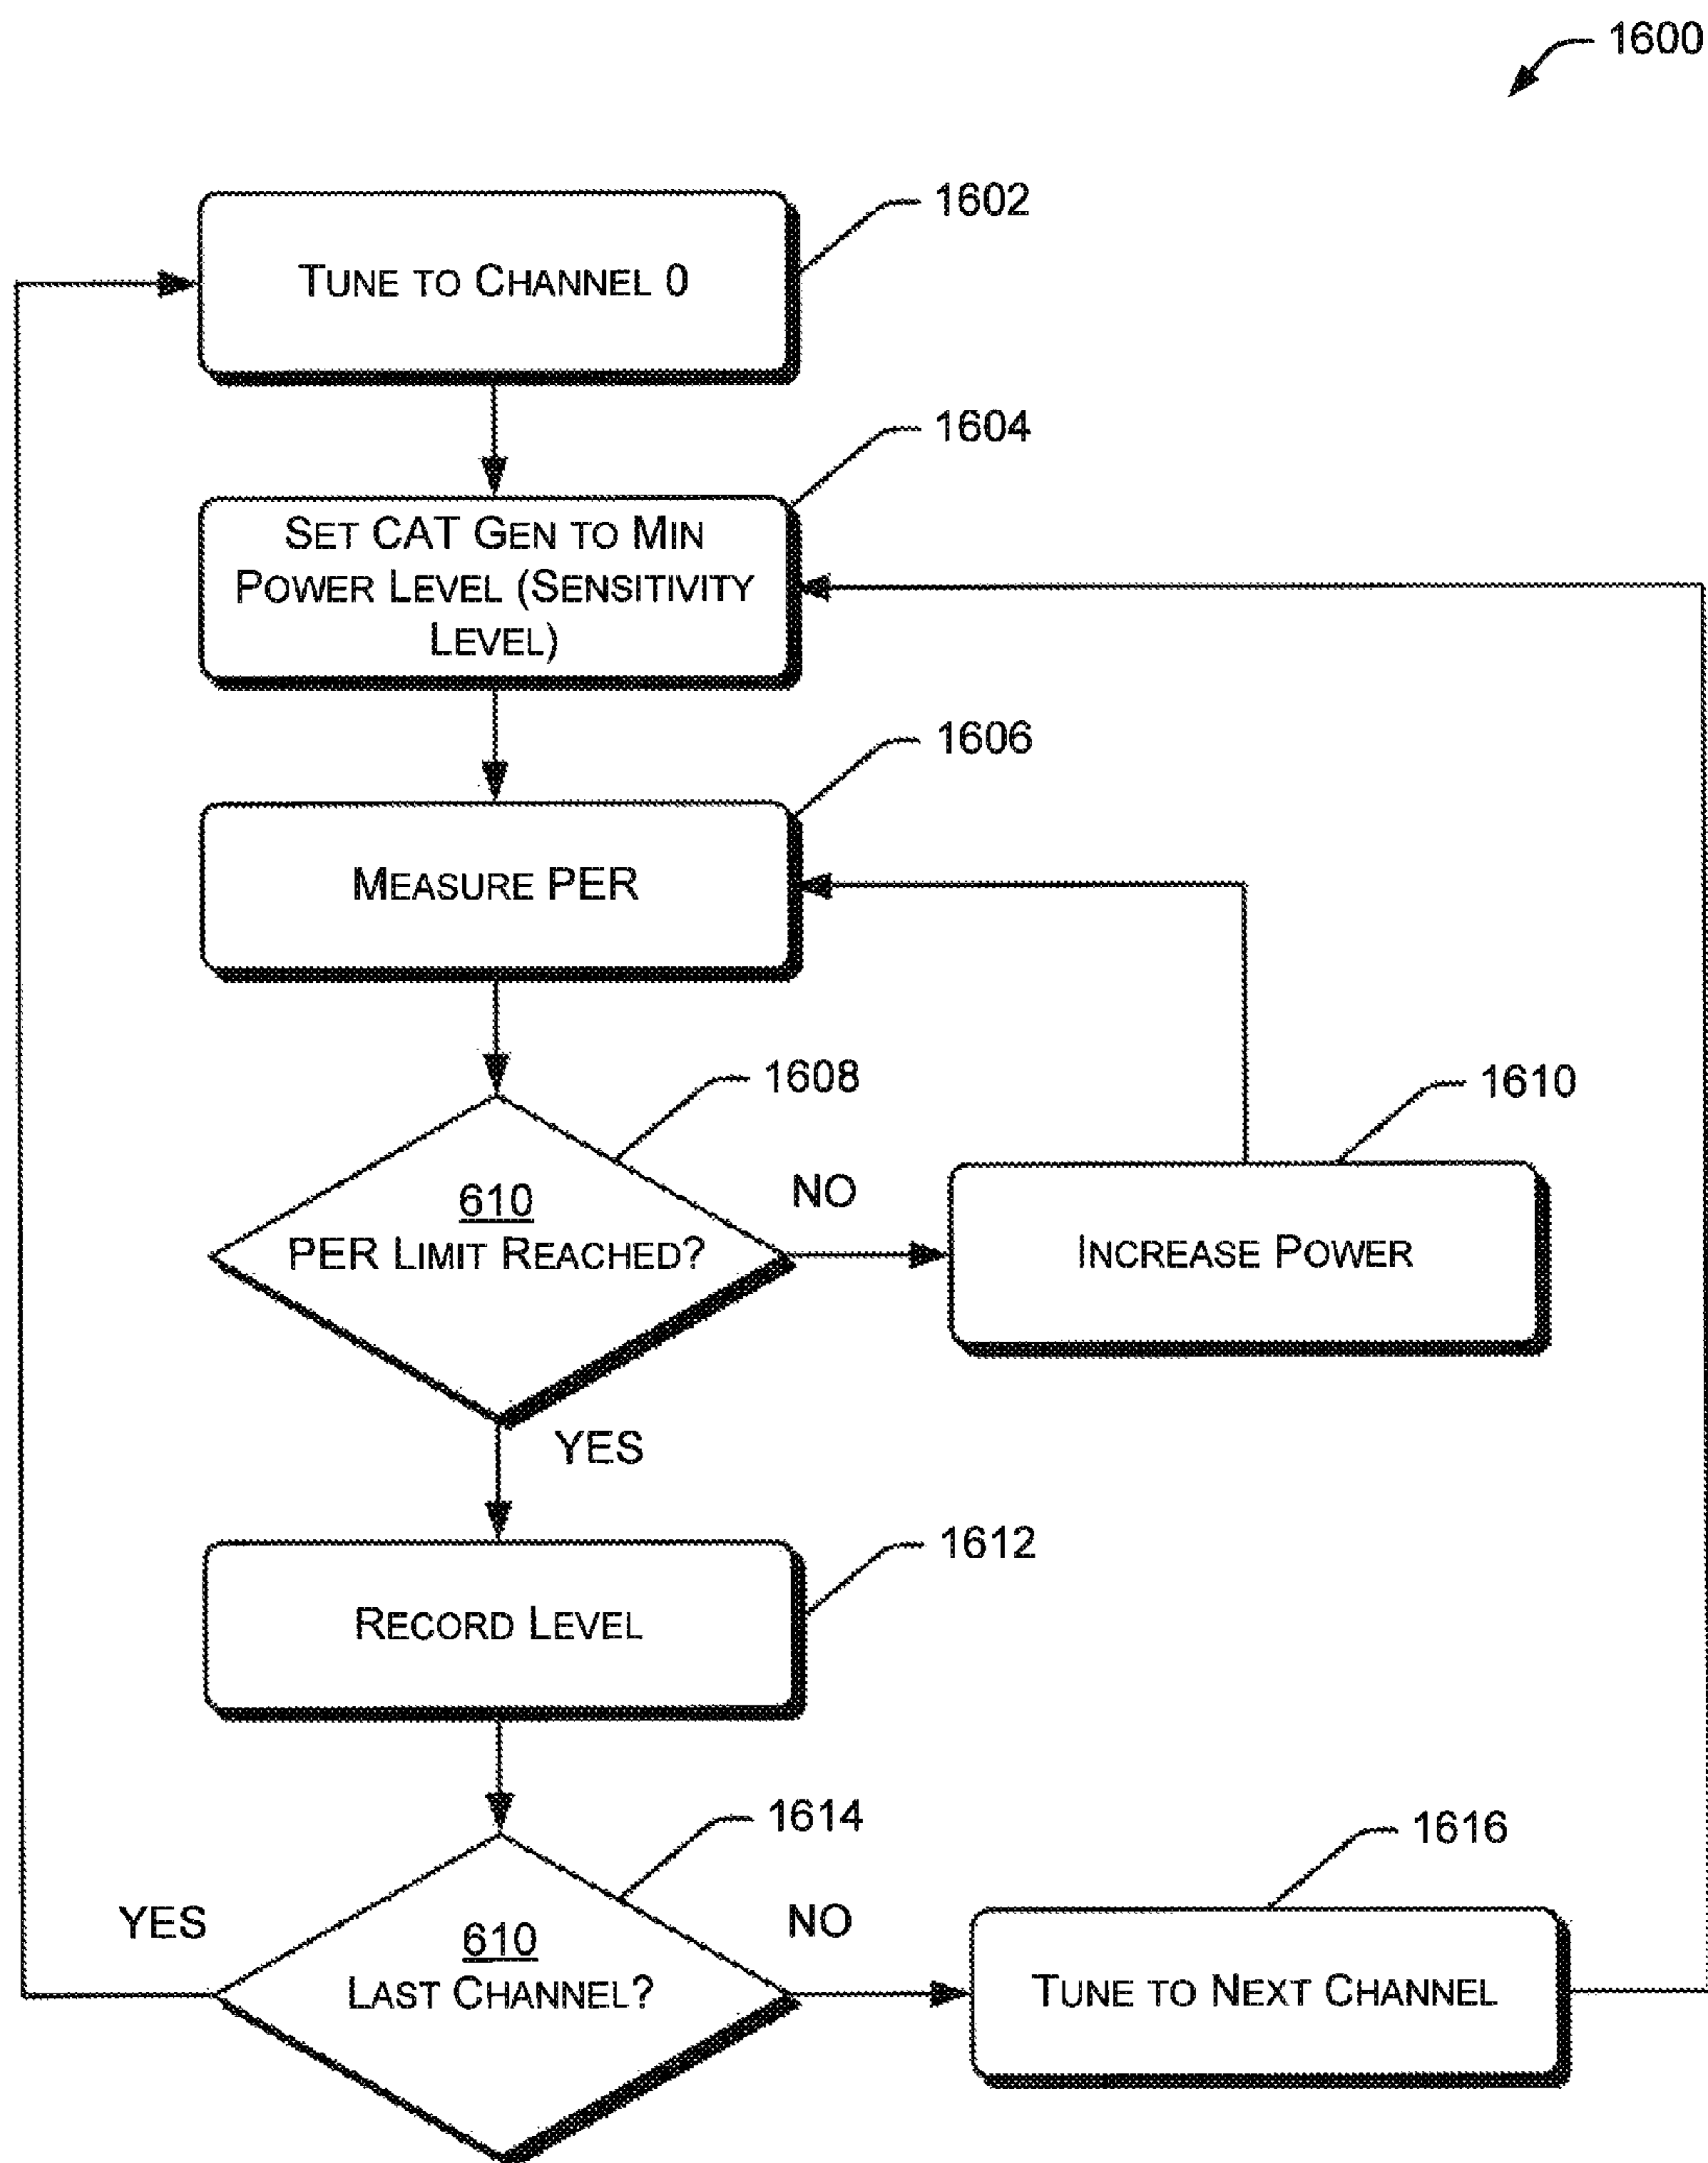 1600
1602
TUNE TO CHANNEL 0
1604
SET CAT GEN TO MIN
POWER LEVEL (SENSITIVITY
LEVEL)
1606
MEASURE PER
1608
1610
610
NO
PER LIMIT REACHED?
INCREASE POWER
YES
1612
RECORD LEVEL
1614
1616
YES
NO
610
LAST CHANNEL?
TUNE TO NEXT CHANNEL